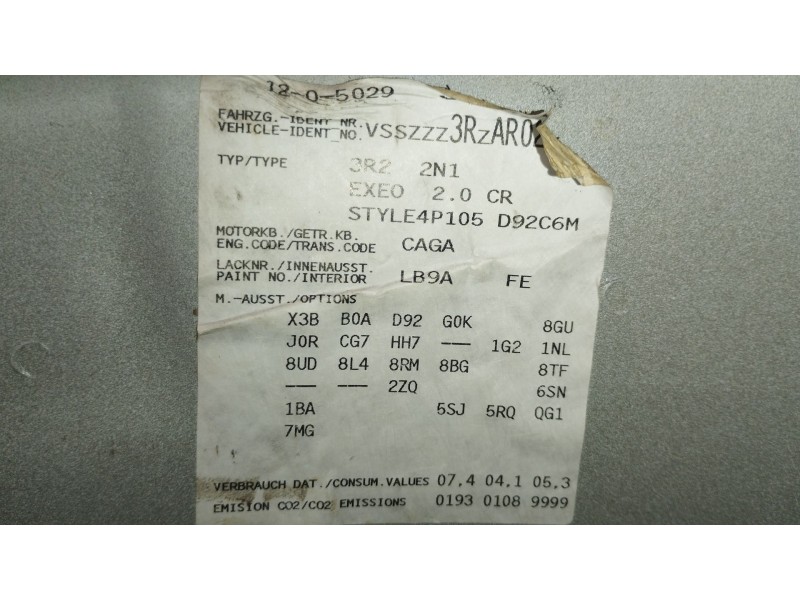 12-0-5029
FAHRZG.-IDENT NR.
VEHICLE-IDENT NO. VSSZZZ3RZAR02
TYP/TYPE 3R2 2N1
EXEO 2.0 CR
STYLE4P105 D92C6M
MOTORKB./GETR.KB.
ENG.CODE/TRANS.CODE CAGA
LACKNR./INNENAUSST.
PAINT NO./INTERIOR LB9A FE
M.-AUSST./OPTIONS
X3B B0A D92 G0K 8GU
J0R CG7 HH7 --- 1G2 1NL
8UD 8L4 8RM 8BG 8TF
--- --- 2ZQ 6SN
1BA 5SJ 5RQ QG1
7MG
VERBRAUCH DAT./CONSUM.VALUES 07,4 04,1 05,3
EMISION CO2/CO2 EMISSIONS 0193 0108 9999